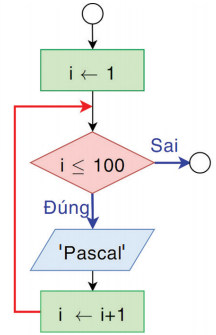 i ← 1
i ≤ 100
Sai
Đúng
'Pascal'
i ← i+1